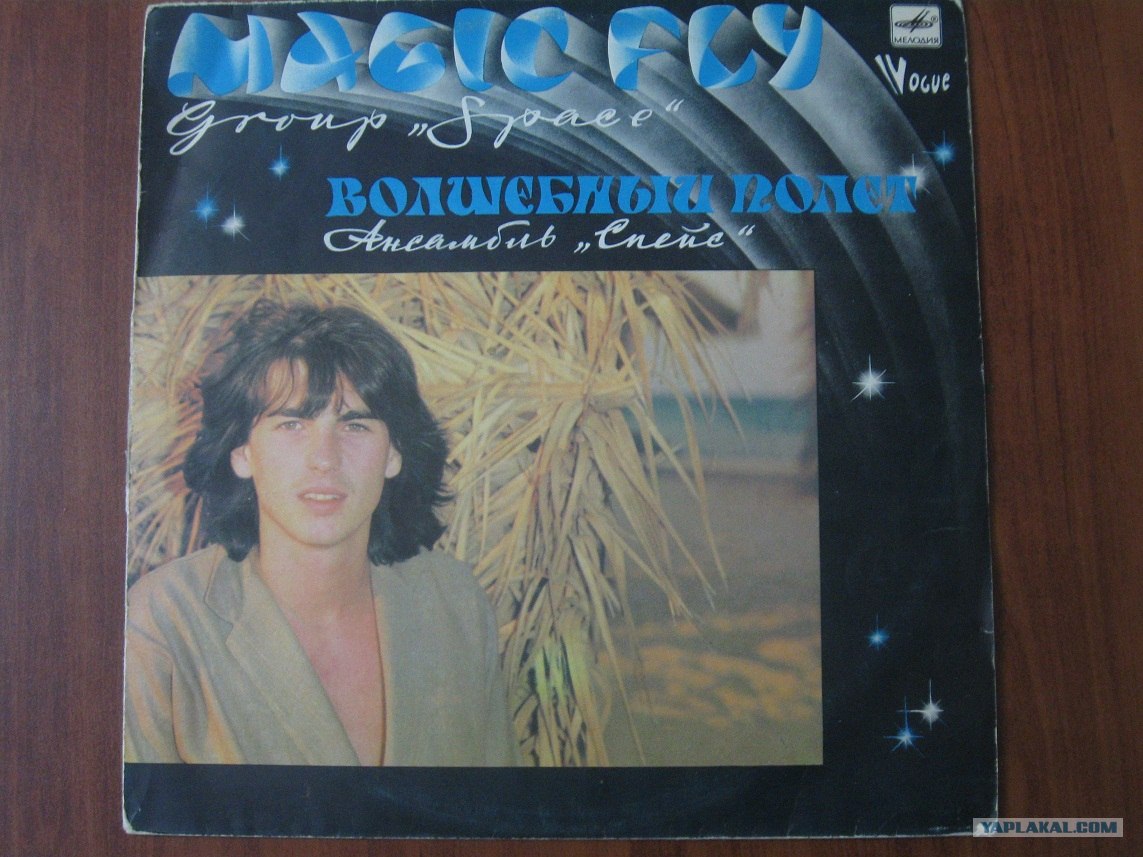 MAGIC FLY
МЕЛОДИЯ
Vogue
Group „Space“
ВОЛШЕБНЫЙ ПОЛЕТ
Ансамбль „Спейс“
YAPLAKAL.COM